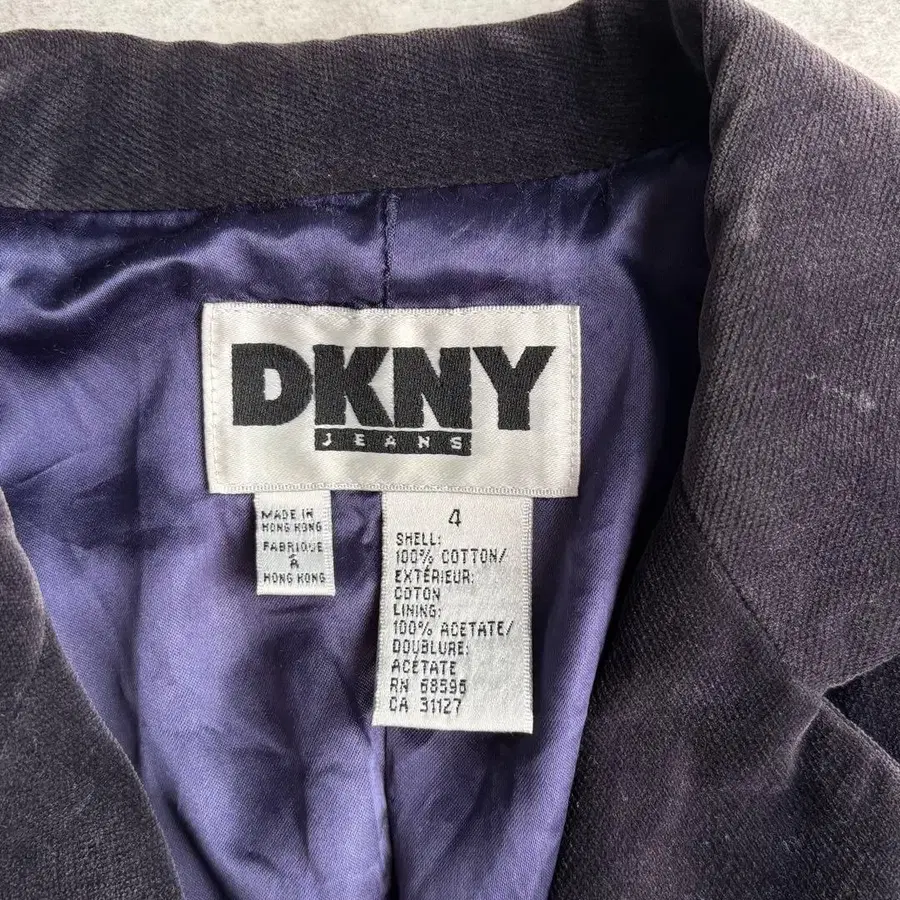 DKNY
JEANS
MADE IN
HONG KONG
FABRIQUE
A
HONG KONG
4
SHELL:
100% COTTON/
EXTÉRIEUR:
COTON
LINING:
100% ACETATE/
DOUBLURE:
ACÉTATE
RN 68596
CA 31127